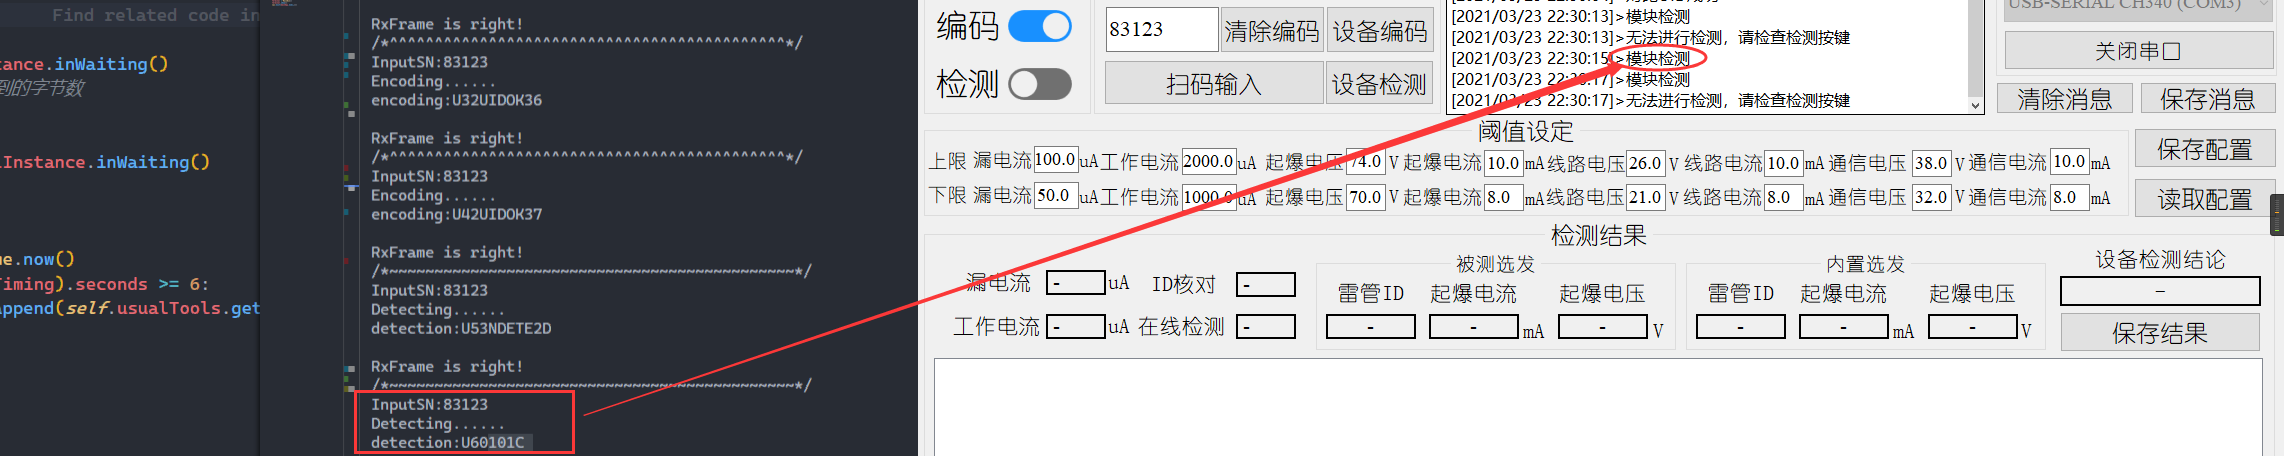 Find related code in
tance.inWaiting()
到的字节数
lInstance.inWaiting()
me.now()
Timing).seconds >= 6:
append(self.usualTools.get
RxFrame is right!
/*^^^^^^^^^^^^^^^^^^^^^^^^^^^^^^^^^^^^^^^^^^^^*/
InputSN:83123
Encoding......
encoding:U32UIDOK36
RxFrame is right!
/*^^^^^^^^^^^^^^^^^^^^^^^^^^^^^^^^^^^^^^^^^^^^*/
InputSN:83123
Encoding......
encoding:U42UIDOK37
RxFrame is right!
/*~~~~~~~~~~~~~~~~~~~~~~~~~~~~~~~~~~~~~~~~~~~~~*/
InputSN:83123
Detecting......
detection:U53NDETE2D
RxFrame is right!
/*~~~~~~~~~~~~~~~~~~~~~~~~~~~~~~~~~~~~~~~~~~~~~*/
InputSN:83123
Detecting......
detection:U60101C
编码
83123 清除编码 设备编码
检测
扫码输入 设备检测
[2021/03/23 22:30:13]>模块检测
[2021/03/23 22:30:13]>无法进行检测，请检查检测按键
[2021/03/23 22:30:15]>模块检测
[2021/03/23 22:30:17]>模块检测
[2021/03/23 22:30:17]>无法进行检测，请检查检测按键
USB-SERIAL CH340 (COM3)
关闭串口
清除消息 保存消息
阈值设定
上限 漏电流 100.0 uA 工作电流 2000.0 uA 起爆电压 74.0 V 起爆电流 10.0 mA 线路电压 26.0 V 线路电流 10.0 mA 通信电压 38.0 V 通信电流 10.0 mA
下限 漏电流 50.0 uA 工作电流 1000.0 uA 起爆电压 70.0 V 起爆电流 8.0 mA 线路电压 21.0 V 线路电流 8.0 mA 通信电压 32.0 V 通信电流 8.0 mA
保存配置
读取配置
检测结果
漏电流 - uA ID核对 -
工作电流 - uA 在线检测 -
被测选发
雷管ID 起爆电流 起爆电压
- - mA - V
内置选发
雷管ID 起爆电流 起爆电压
- - mA - V
设备检测结论
-
保存结果